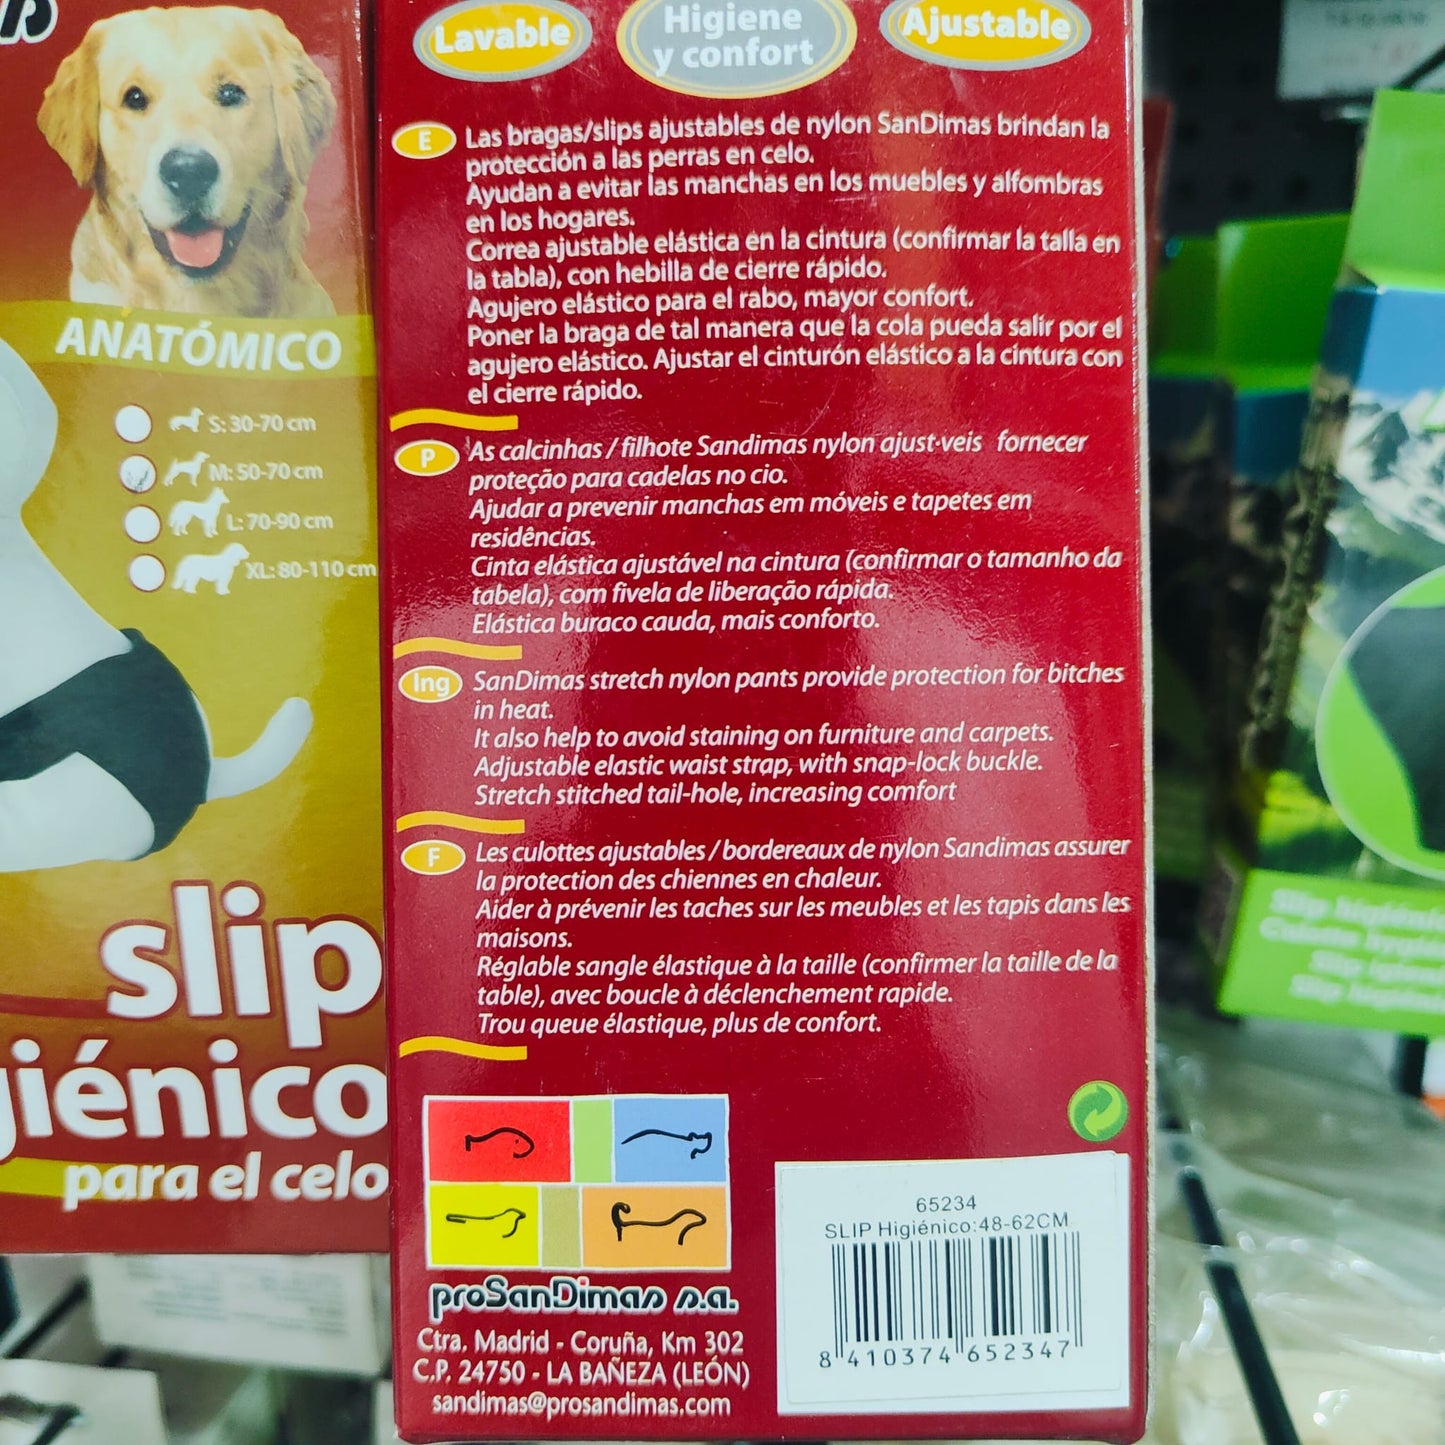 ANATÓMICO
S: 30-70 cm
M: 50-70 cm
L: 70-90 cm
XL: 80-110 cm
slip
giénico
para el celo
Lavable
Higiene
y confort
Ajustable
E Las bragas/slips ajustables de nylon SanDimas brindan la
protección a las perras en celo.
Ayudan a evitar las manchas en los muebles y alfombras
en los hogares.
Correa ajustable elástica en la cintura (confirmar la talla en
la tabla), con hebilla de cierre rápido.
Agujero elástico para el rabo, mayor confort.
Poner la braga de tal manera que la cola pueda salir por el
agujero elástico. Ajustar el cinturón elástico a la cintura con
el cierre rápido.
P As calcinhas / filhote Sandimas nylon ajust-veis fornecer
proteção para cadelas no cio.
Ajudar a prevenir manchas em móveis e tapetes em
residências.
Cinta elástica ajustável na cintura (confirmar o tamanho da
tabela), com fivela de liberação rápida.
Elástica buraco cauda, mais conforto.
Ing SanDimas stretch nylon pants provide protection for bitches
in heat.
It also help to avoid staining on furniture and carpets.
Adjustable elastic waist strap, with snap-lock buckle.
Stretch stitched tail-hole, increasing comfort
F Les culottes ajustables / bordereaux de nylon Sandimas assurer
la protection des chiennes en chaleur.
Aider à prévenir les taches sur les meubles et les tapis dans les
maisons.
Réglable sangle élastique à la taille (confirmer la taille de la
table), avec boucle à déclenchement rapide.
Trou queue élastique, plus de confort.
proSanDimas s.a.
Ctra. Madrid - Coruña, Km 302
C.P. 24750 - LA BAÑEZA (LEÓN)
sandimas@prosandimas.com
65234
SLIP Higiénico:48-62CM
8 410374 652347